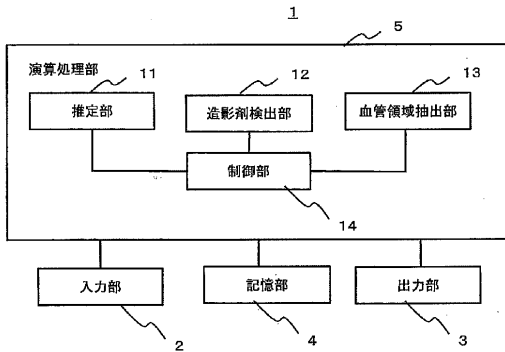 1
5
演算処理部
11
12
13
推定部
造影剤検出部
血管領域抽出部
制御部
14
入力部
記憶部
出力部
2
4
3